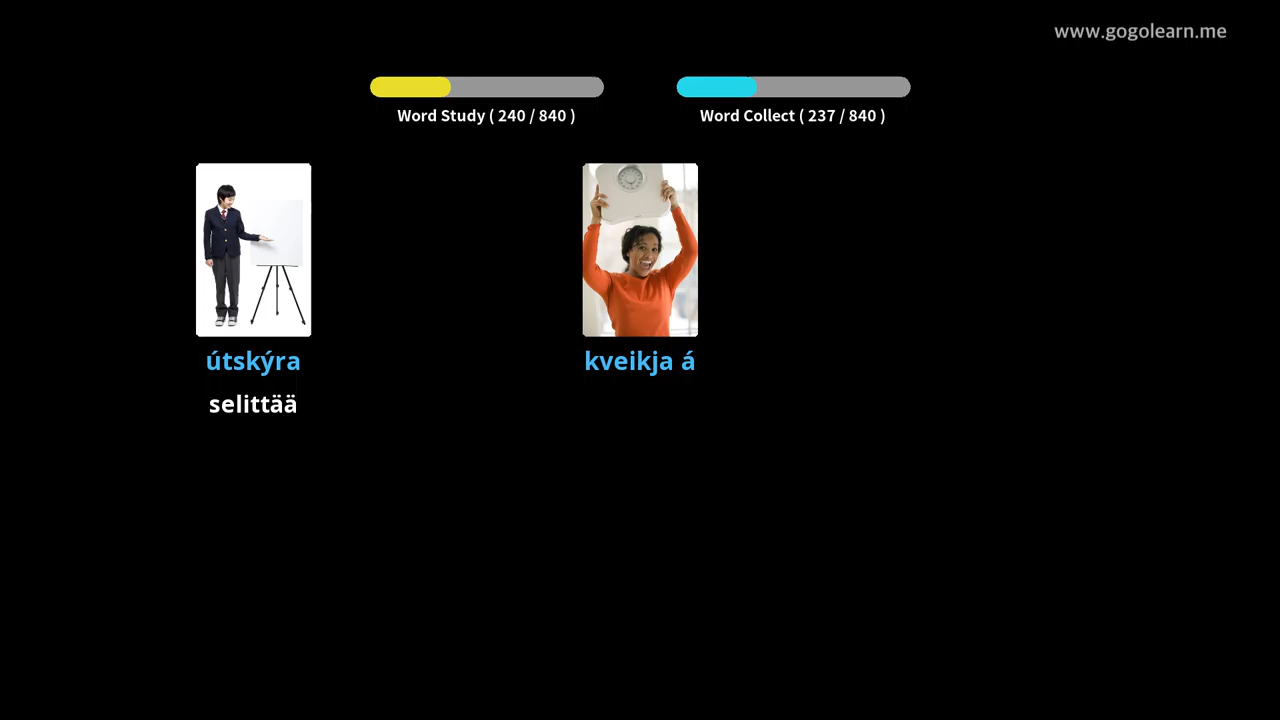 www.gogolearn.me
Word Study ( 240 / 840 )
Word Collect ( 237 / 840 )
útskýra
kveikja á
selittää